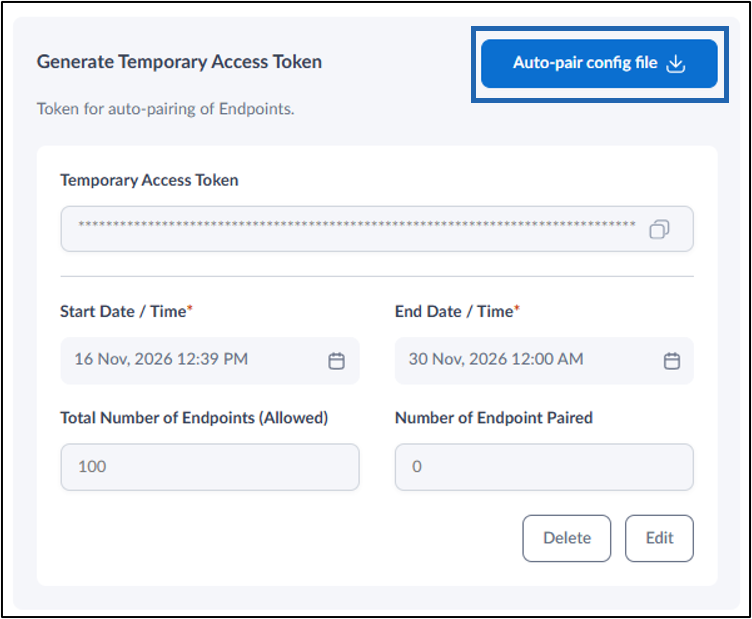 Generate Temporary Access Token
Auto-pair config file
Token for auto-pairing of Endpoints.
Temporary Access Token
********************************************************************************
Start Date / Time*
End Date / Time*
16 Nov, 2026 12:39 PM
30 Nov, 2026 12:00 AM
Total Number of Endpoints (Allowed)
Number of Endpoint Paired
100
0
Delete
Edit